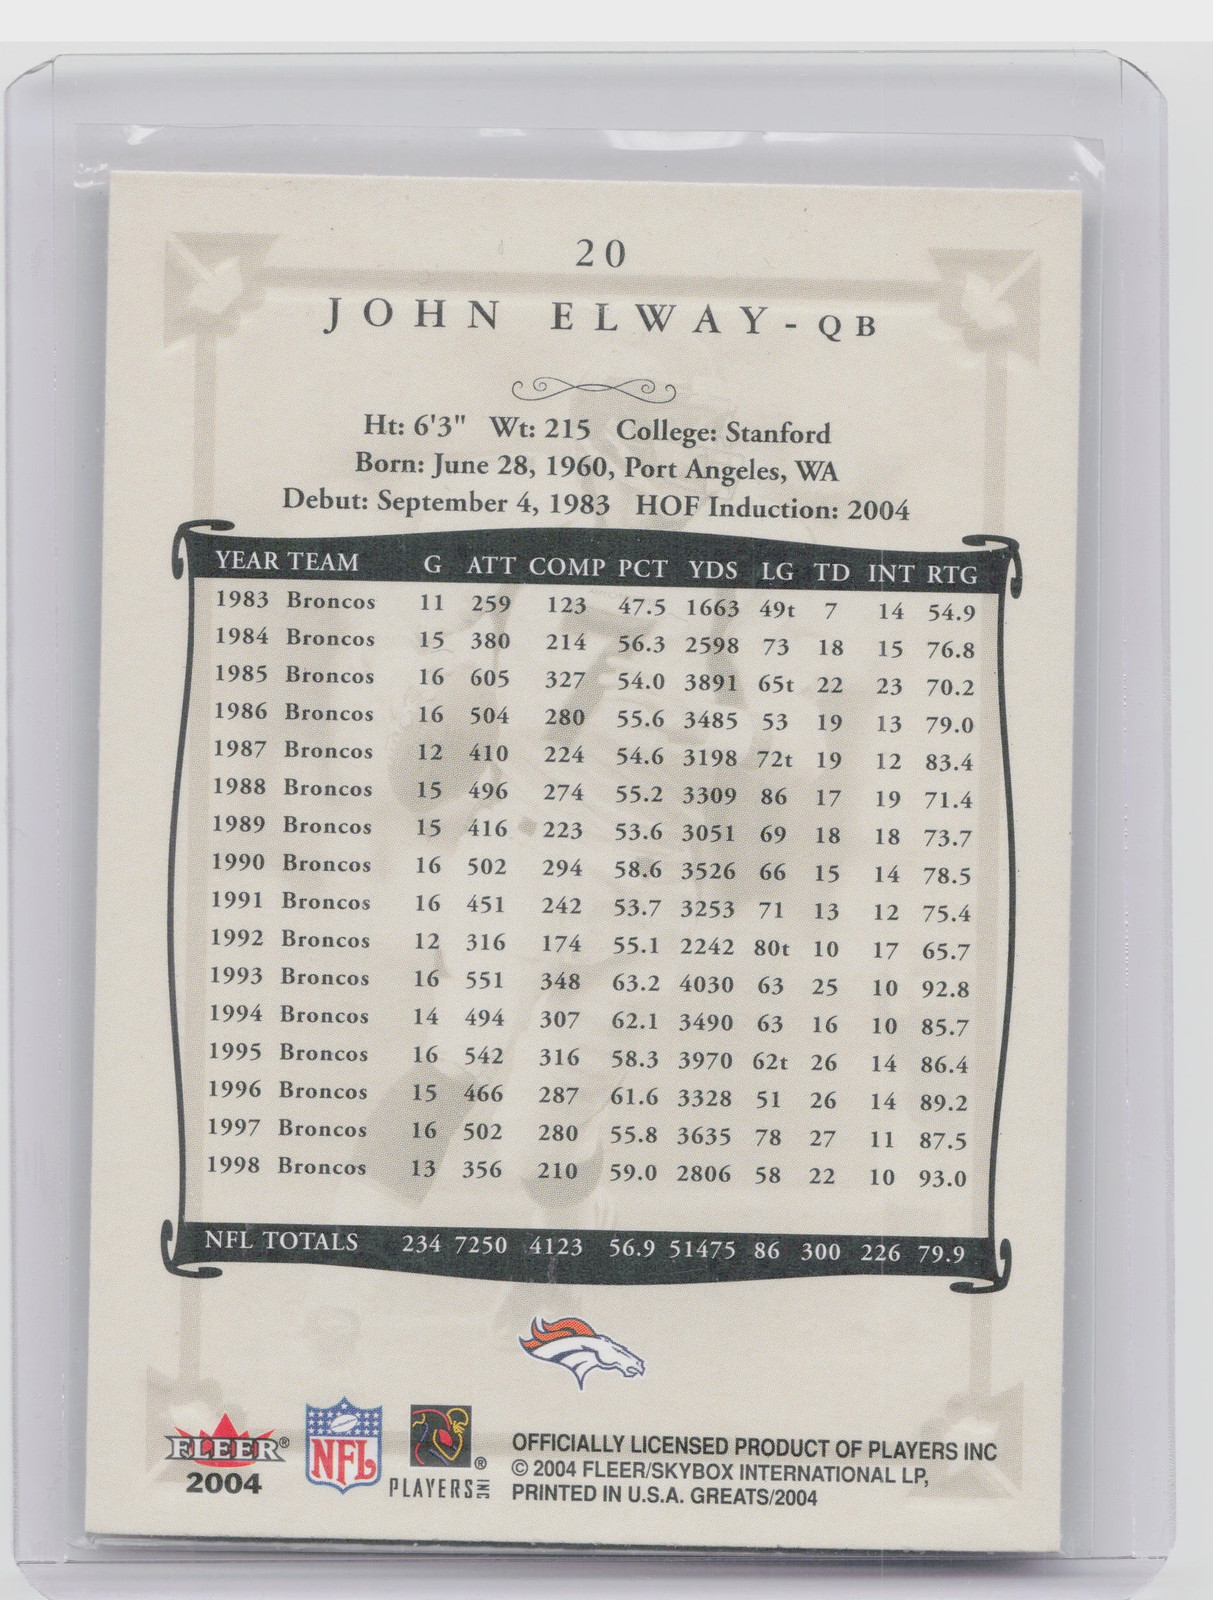 20
JOHN ELWAY - QB
Ht: 6'3" Wt: 215 College: Stanford
Born: June 28, 1960, Port Angeles, WA
Debut: September 4, 1983 HOF Induction: 2004
YEAR TEAM G ATT COMP PCT YDS LG TD INT RTG
1983 Broncos 11 259 123 47.5 1663 49t 7 14 54.9
1984 Broncos 15 380 214 56.3 2598 73 18 15 76.8
1985 Broncos 16 605 327 54.0 3891 65t 22 23 70.2
1986 Broncos 16 504 280 55.6 3485 53 19 13 79.0
1987 Broncos 12 410 224 54.6 3198 72t 19 12 83.4
1988 Broncos 15 496 274 55.2 3309 86 17 19 71.4
1989 Broncos 15 416 223 53.6 3051 69 18 18 73.7
1990 Broncos 16 502 294 58.6 3526 66 15 14 78.5
1991 Broncos 16 451 242 53.7 3253 71 13 12 75.4
1992 Broncos 12 316 174 55.1 2242 80t 10 17 65.7
1993 Broncos 16 551 348 63.2 4030 63 25 10 92.8
1994 Broncos 14 494 307 62.1 3490 63 16 10 85.7
1995 Broncos 16 542 316 58.3 3970 62t 26 14 86.4
1996 Broncos 15 466 287 61.6 3328 51 26 14 89.2
1997 Broncos 16 502 280 55.8 3635 78 27 11 87.5
1998 Broncos 13 356 210 59.0 2806 58 22 10 93.0
NFL TOTALS 234 7250 4123 56.9 51475 86 300 226 79.9
FLEER®
2004
NFL
PLAYERS INC ®
OFFICIALLY LICENSED PRODUCT OF PLAYERS INC
© 2004 FLEER/SKYBOX INTERNATIONAL LP,
PRINTED IN U.S.A. GREATS/2004